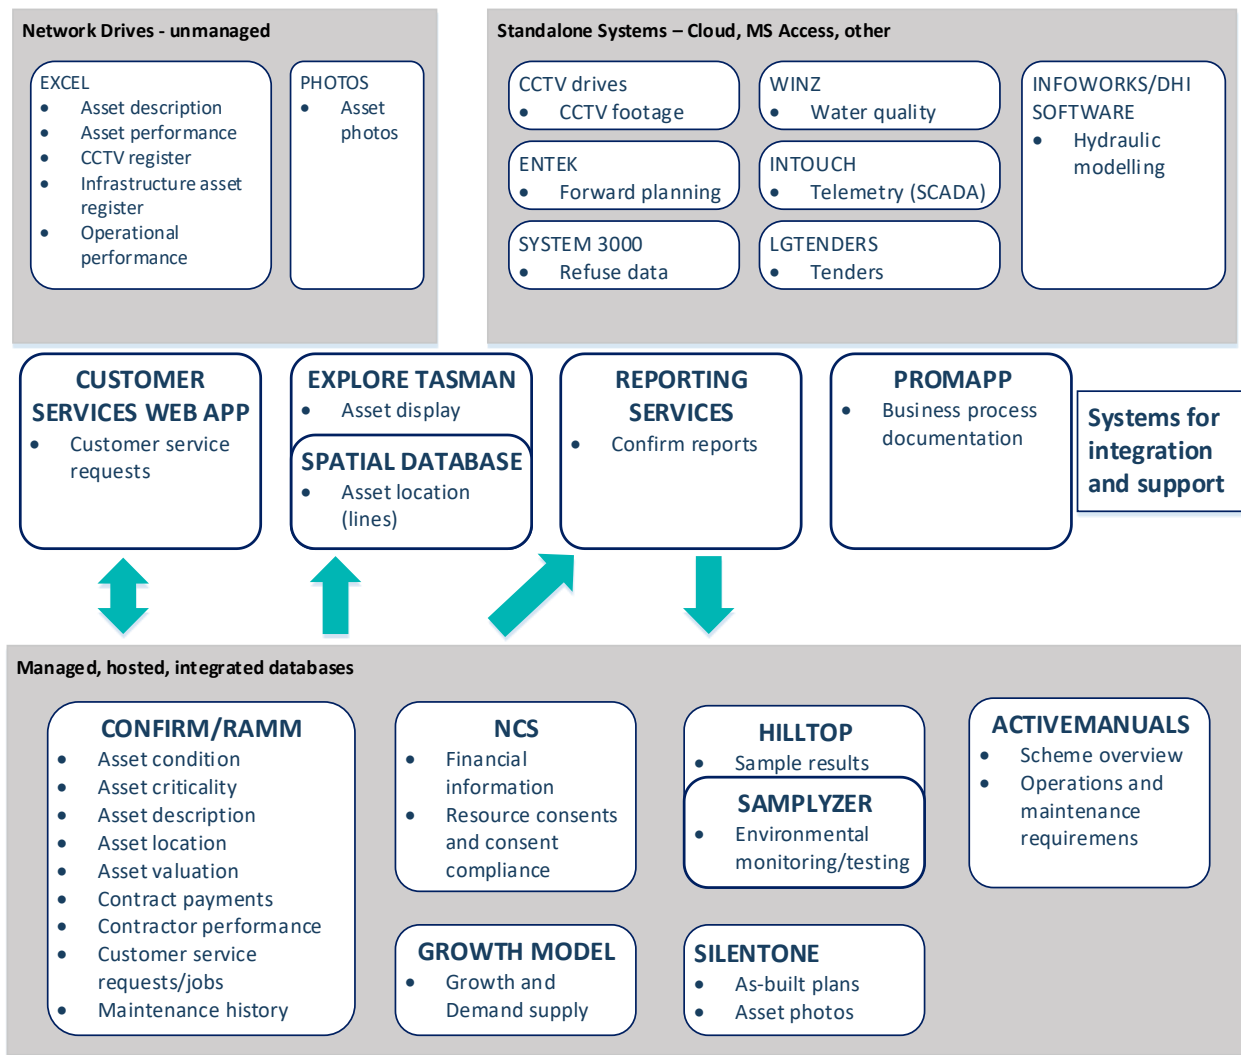 Network Drives - unmanaged
EXCEL
• Asset description
• Asset performance
• CCTV register
• Infrastructure asset
register
• Operational
performance
PHOTOS
• Asset
photos
Standalone Systems – Cloud, MS Access, other
CCTV drives
• CCTV footage
WINZ
• Water quality
INFOWORKS/DHI
SOFTWARE
• Hydraulic
modelling
ENTEK
• Forward planning
INTOUCH
• Telemetry (SCADA)
SYSTEM 3000
• Refuse data
LGTENDERS
• Tenders
CUSTOMER
SERVICES WEB APP
• Customer service
requests
EXPLORE TASMAN
• Asset display
SPATIAL DATABASE
• Asset location
(lines)
REPORTING
SERVICES
• Confirm reports
PROMAPP
• Business process
documentation
Systems for
integration
and support
Managed, hosted, integrated databases
CONFIRM/RAMM
• Asset condition
• Asset criticality
• Asset description
• Asset location
• Asset valuation
• Contract payments
• Contractor performance
• Customer service
requests/jobs
• Maintenance history
NCS
• Financial
information
• Resource consents
and consent
compliance
HILLTOP
• Sample results
SAMPLYZER
• Environmental
monitoring/testing
ACTIVEMANUALS
• Scheme overview
• Operations and
maintenance
requiremens
GROWTH MODEL
• Growth and
Demand supply
SILENTONE
• As-built plans
• Asset photos